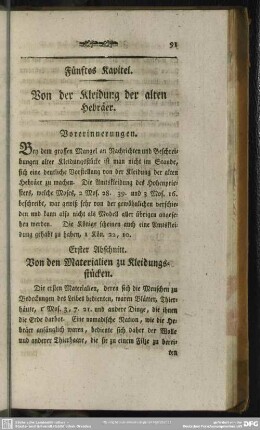 91
Fünftes Kapitel.
Von der Kleidung der alten
Hebräer.
Vorerinnerungen.
Bey dem grossen Mangel an Nachrichten und Beschrei-
bungen alter Kleidungsstücke ist man nicht im Stande,
sich eine deutliche Vorstellung von der Kleidung der alten
Hebräer zu machen. Die Amtskleidung des Hohenprie-
sters, welche Moses, 2 Mos. 28. 39. und 3 Mos. 16.
beschreibt, war groß sehr von der gewöhnlichen verschie-
den und kann also nicht als Modell aller übrigen angese-
hen werden. Die Könige scheinen auch eine Amtsklei-
dung gehabt zu haben, 1 Kön. 22, 10.
Erster Abschnitt.
Von den Materialien zu Kleidungs-
stücken.
Die ersten Materialien, deren sich die Menschen zu
Bedeckungen des Leibes bedienten, waren Blätter, Thier-
häute, 1 Mos. 3, 7. 21. und andere Dinge, die ihnen
die Erde darbot. Eine nomadische Nation, wie die He-
bräer anfänglich waren, bediente sich daher der Wolle
und anderer Thierhaare, die sie zu einem Filze zu berei-
ten